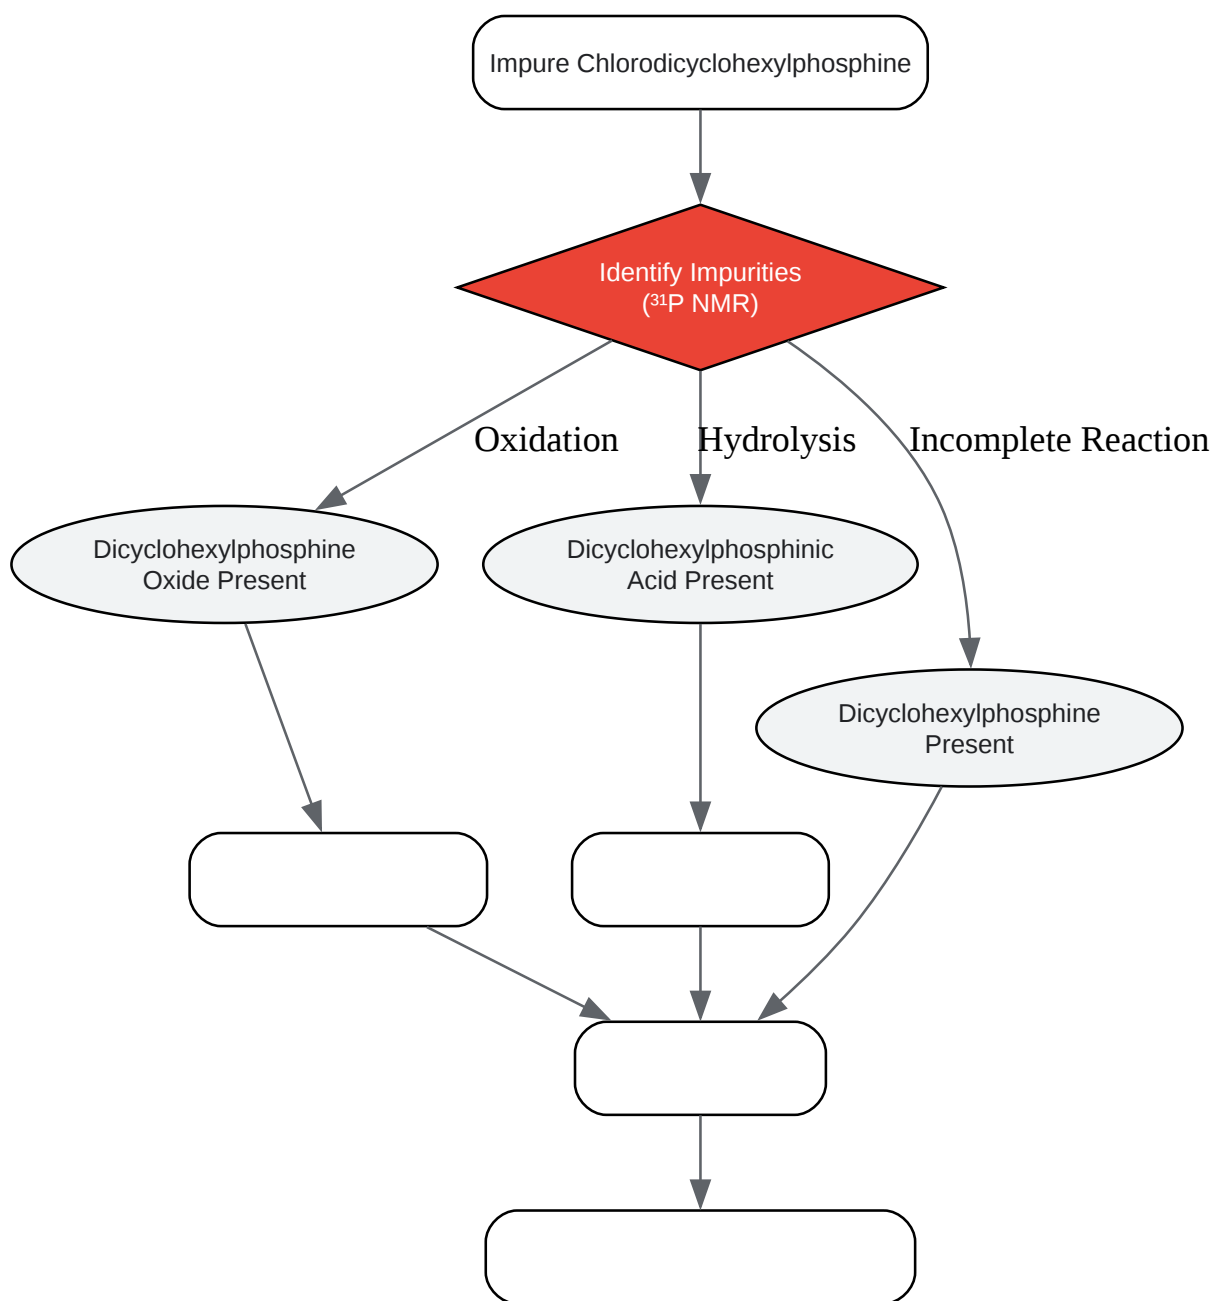 Impure Chlorodicyclohexylphosphine
Identify Impurities
(³¹P NMR)
Oxidation
Hydrolysis
Incomplete Reaction
Dicyclohexylphosphine
Oxide Present
Dicyclohexylphosphinic
Acid Present
Dicyclohexylphosphine
Present